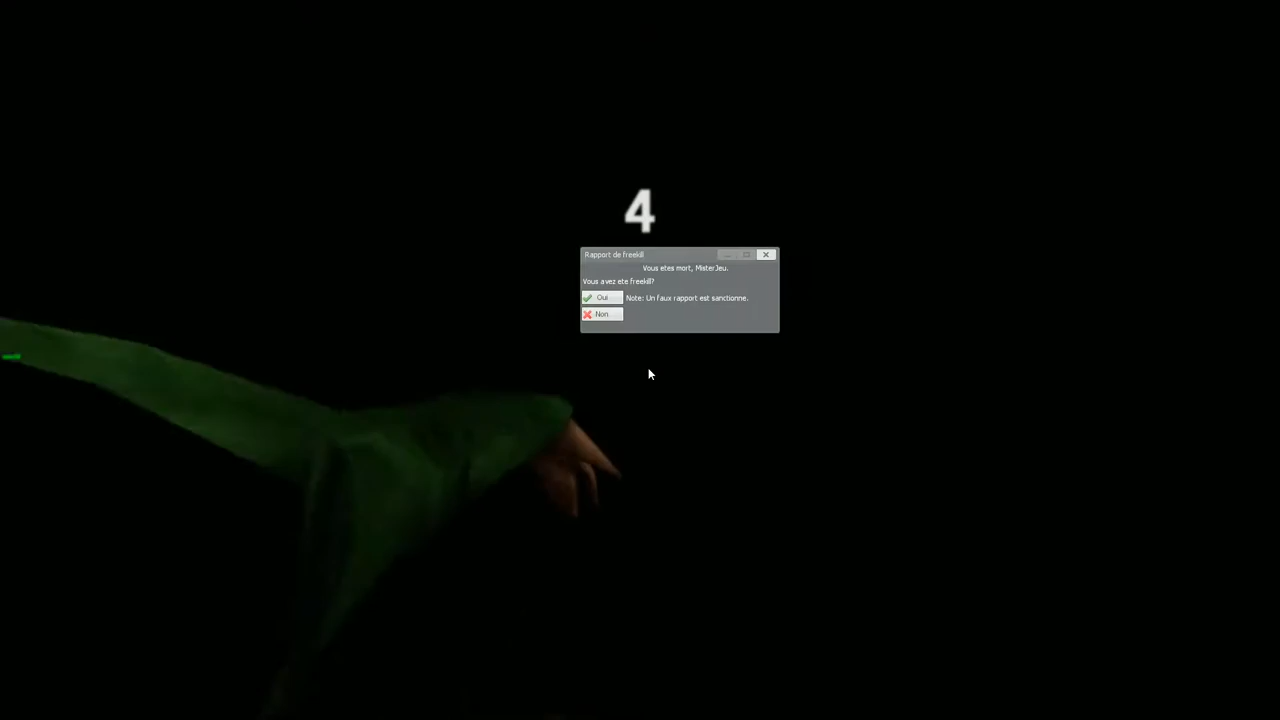 4
Rapport de freekill
Vous etes mort, MisterJeu.
Vous avez ete freekill?
Oui
Note: Un faux rapport est sanctionne.
Non